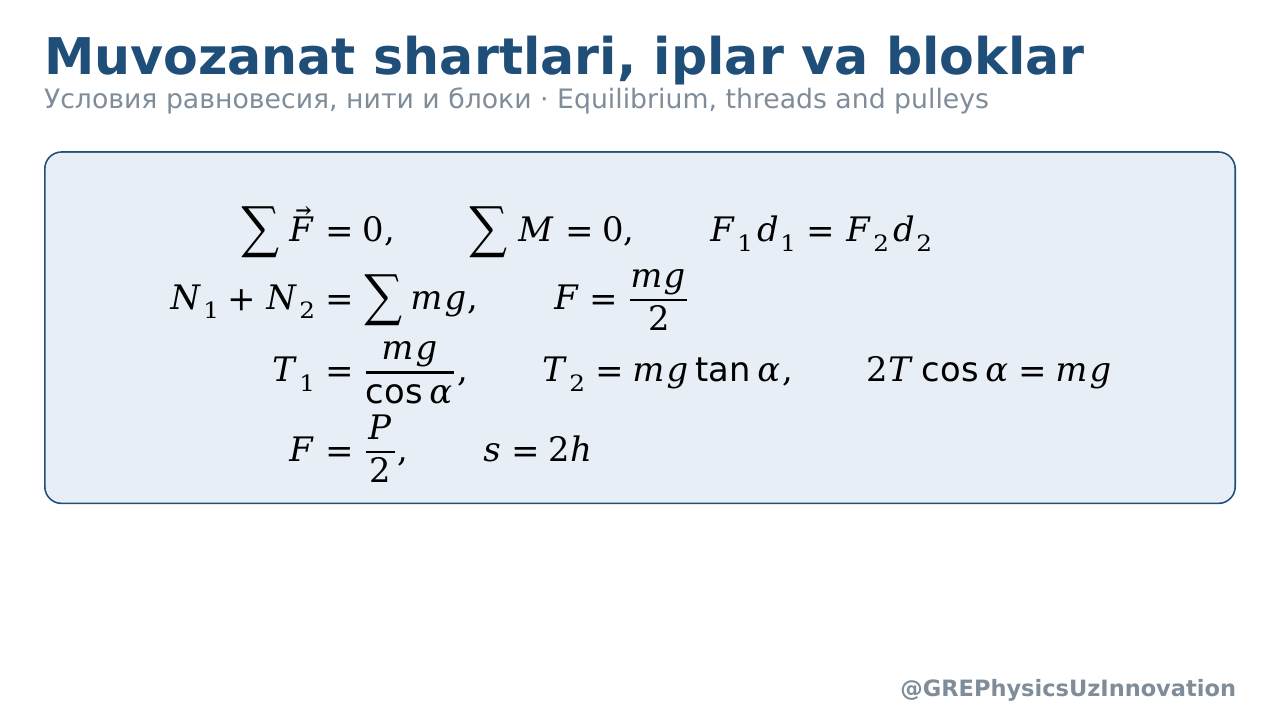 Muvozanat shartlari, iplar va bloklar
Условия равновесия, нити и блоки · Equilibrium, threads and pulleys
∑ F⃗ = 0, ∑ M = 0, F₁d₁ = F₂d₂
N₁ + N₂ = ∑ mg, F = mg/2
T₁ = mg/cos α, T₂ = mg tan α, 2T cos α = mg
F = P/2, s = 2h
@GREPhysicsUzInnovation